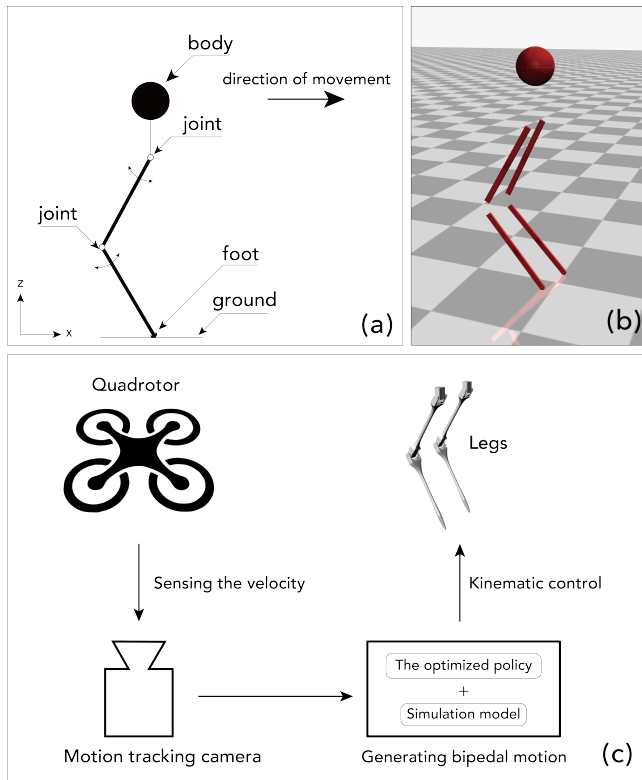 body
direction of movement
joint
joint
foot
ground
z
x
(a)
(b)
Quadrotor
Legs
Sensing the velocity
Kinematic control
The optimized policy
+
Simulation model
Motion tracking camera
Generating bipedal motion
(c)